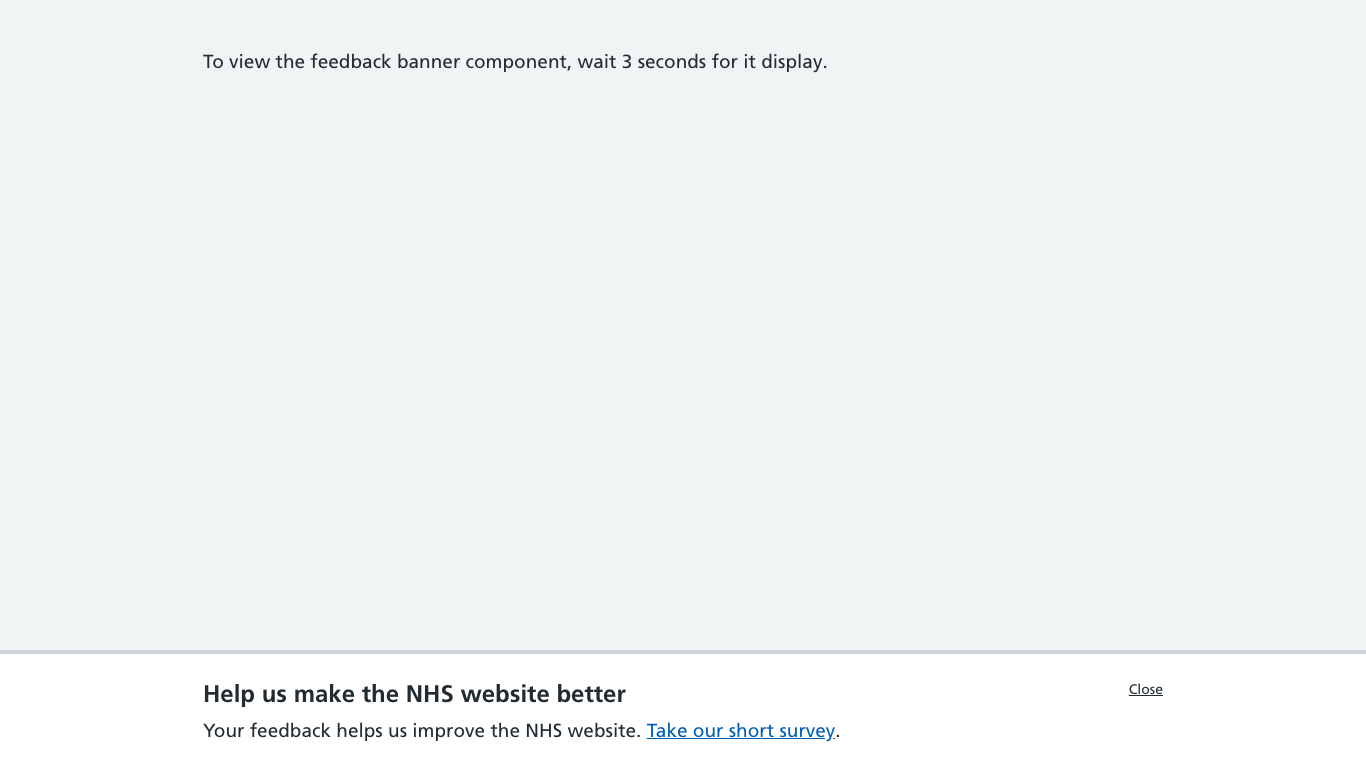 To view the feedback banner component, wait 3 seconds for it display.
Help us make the NHS website better
Close
Your feedback helps us improve the NHS website. Take our short survey.